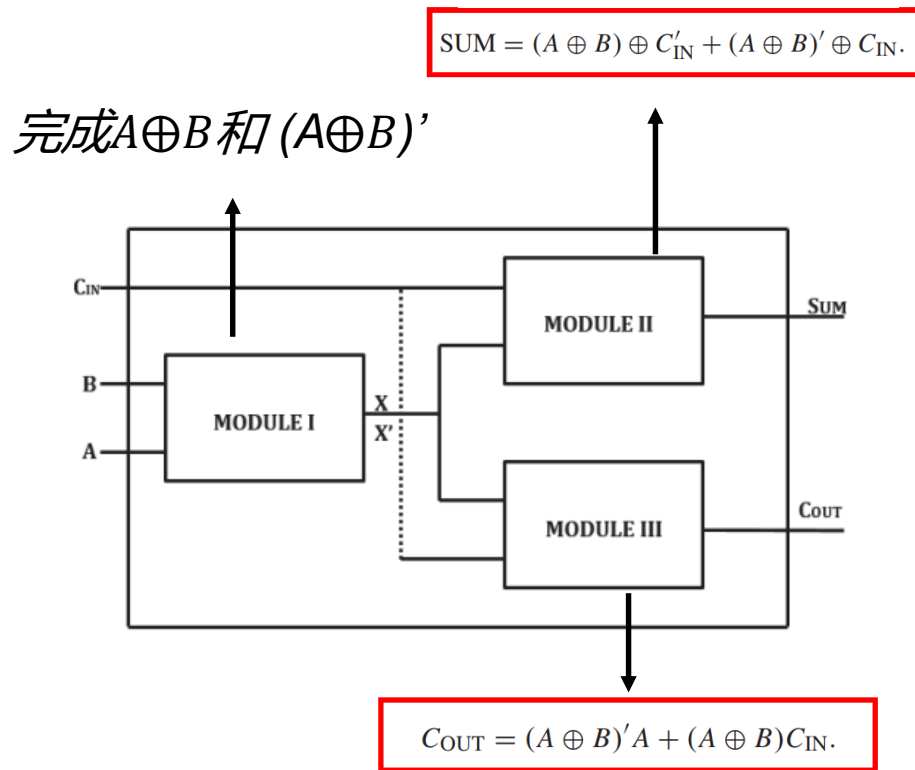 SUM = (A ⊕ B) ⊕ C′IN + (A ⊕ B)′ ⊕ CIN.
完成A⊕B和 (A⊕B)’
CIN
MODULE II
SUM
B
MODULE I
X
X'
A
MODULE III
COUT
COUT = (A ⊕ B)′A + (A ⊕ B)CIN.